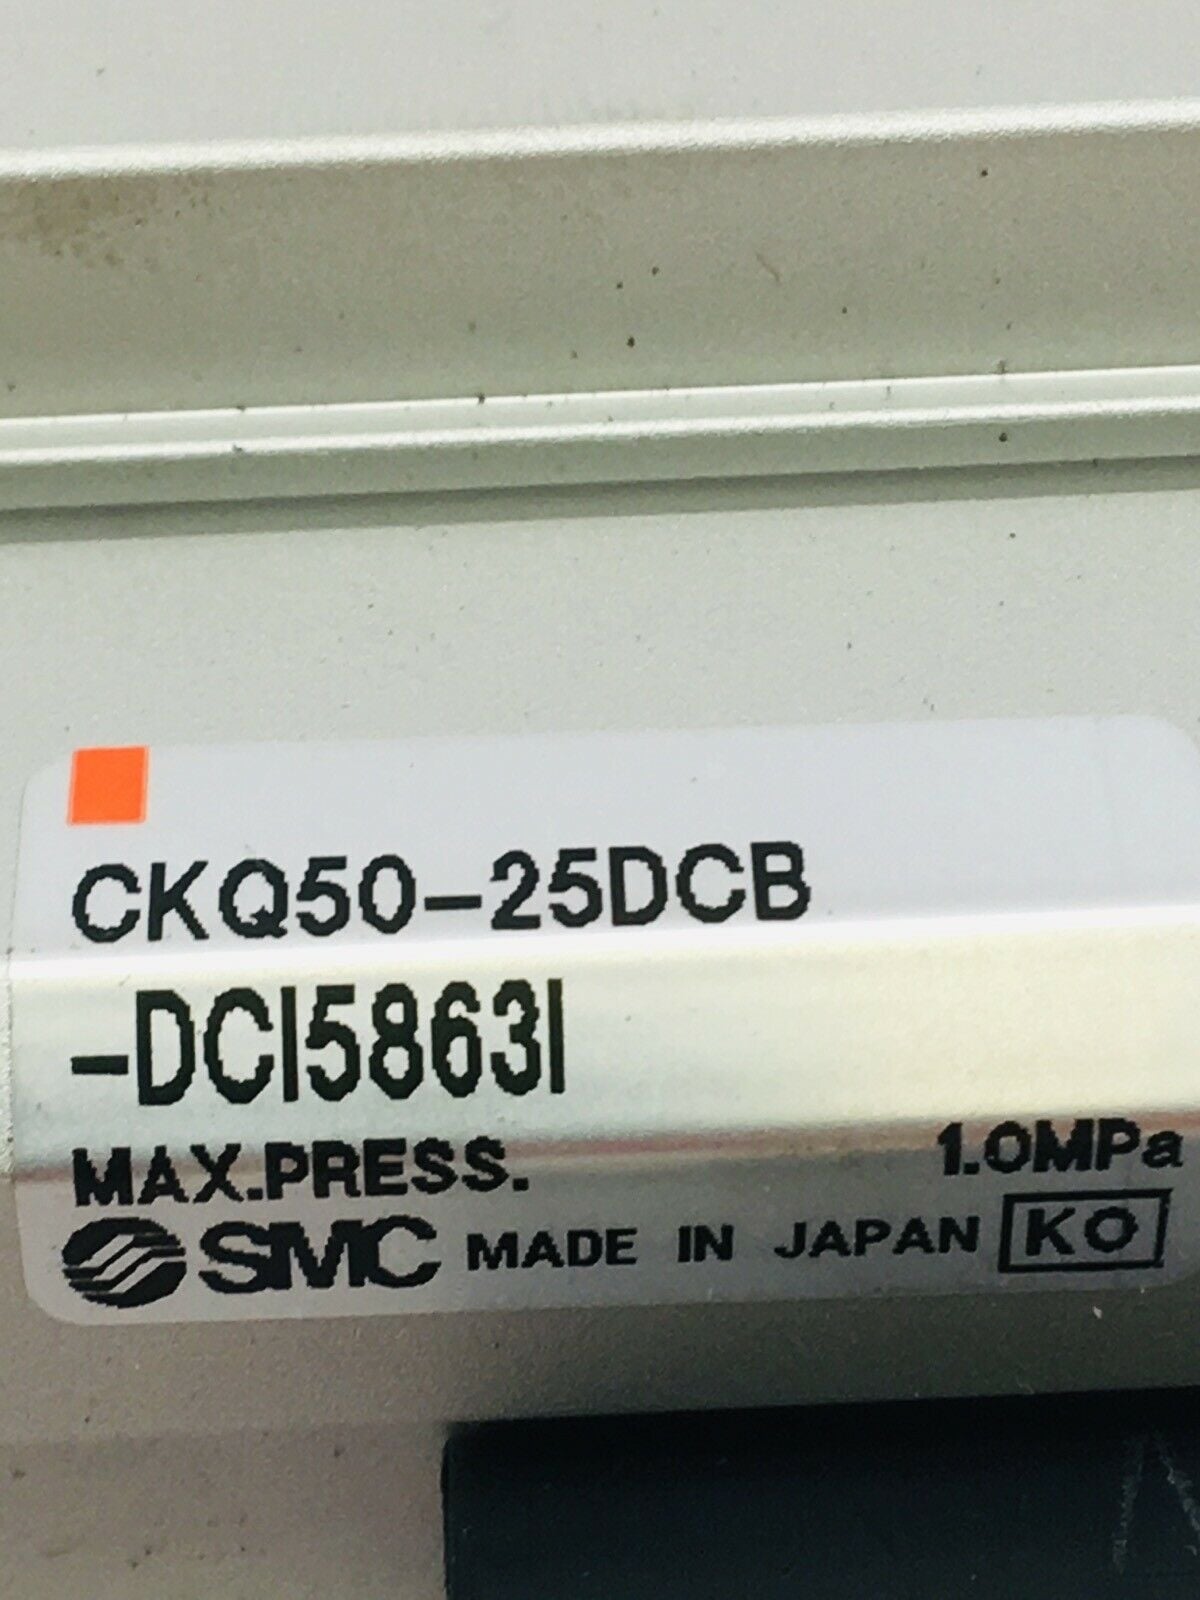 CKQ50-25DCB
-DCI5863I
MAX.PRESS. 1.0MPa
SMC MADE IN JAPAN KO